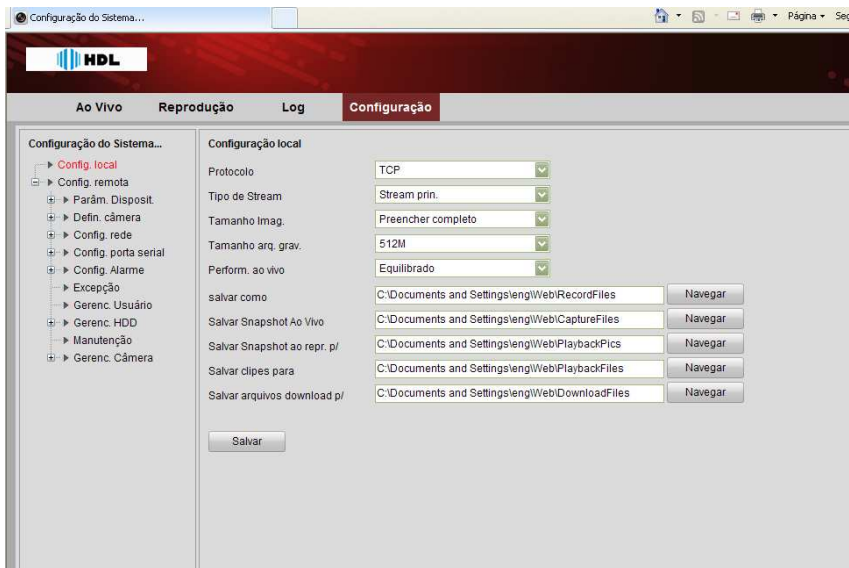 Configuração do Sistema...
Página
HDL
Ao Vivo Reprodução Log Configuração
Configuração do Sistema...
Config. local
Config. remota
Parâm. Disposit.
Defin. câmera
Config. rede
Config. porta serial
Config. Alarme
Excepção
Gerenc. Usuário
Gerenc. HDD
Manutenção
Gerenc. Câmera
Configuração local
Protocolo TCP
Tipo de Stream Stream prin.
Tamanho Imag. Preencher completo
Tamanho arq. grav. 512M
Perform. ao vivo Equilibrado
salvar como C:\Documents and Settings\eng\Web\RecordFiles Navegar
Salvar Snapshot Ao Vivo C:\Documents and Settings\eng\Web\CaptureFiles Navegar
Salvar Snapshot ao repr. p/ C:\Documents and Settings\eng\Web\PlaybackPics Navegar
Salvar clipes para C:\Documents and Settings\eng\Web\PlaybackFiles Navegar
Salvar arquivos download p/ C:\Documents and Settings\eng\Web\DownloadFiles Navegar
Salvar